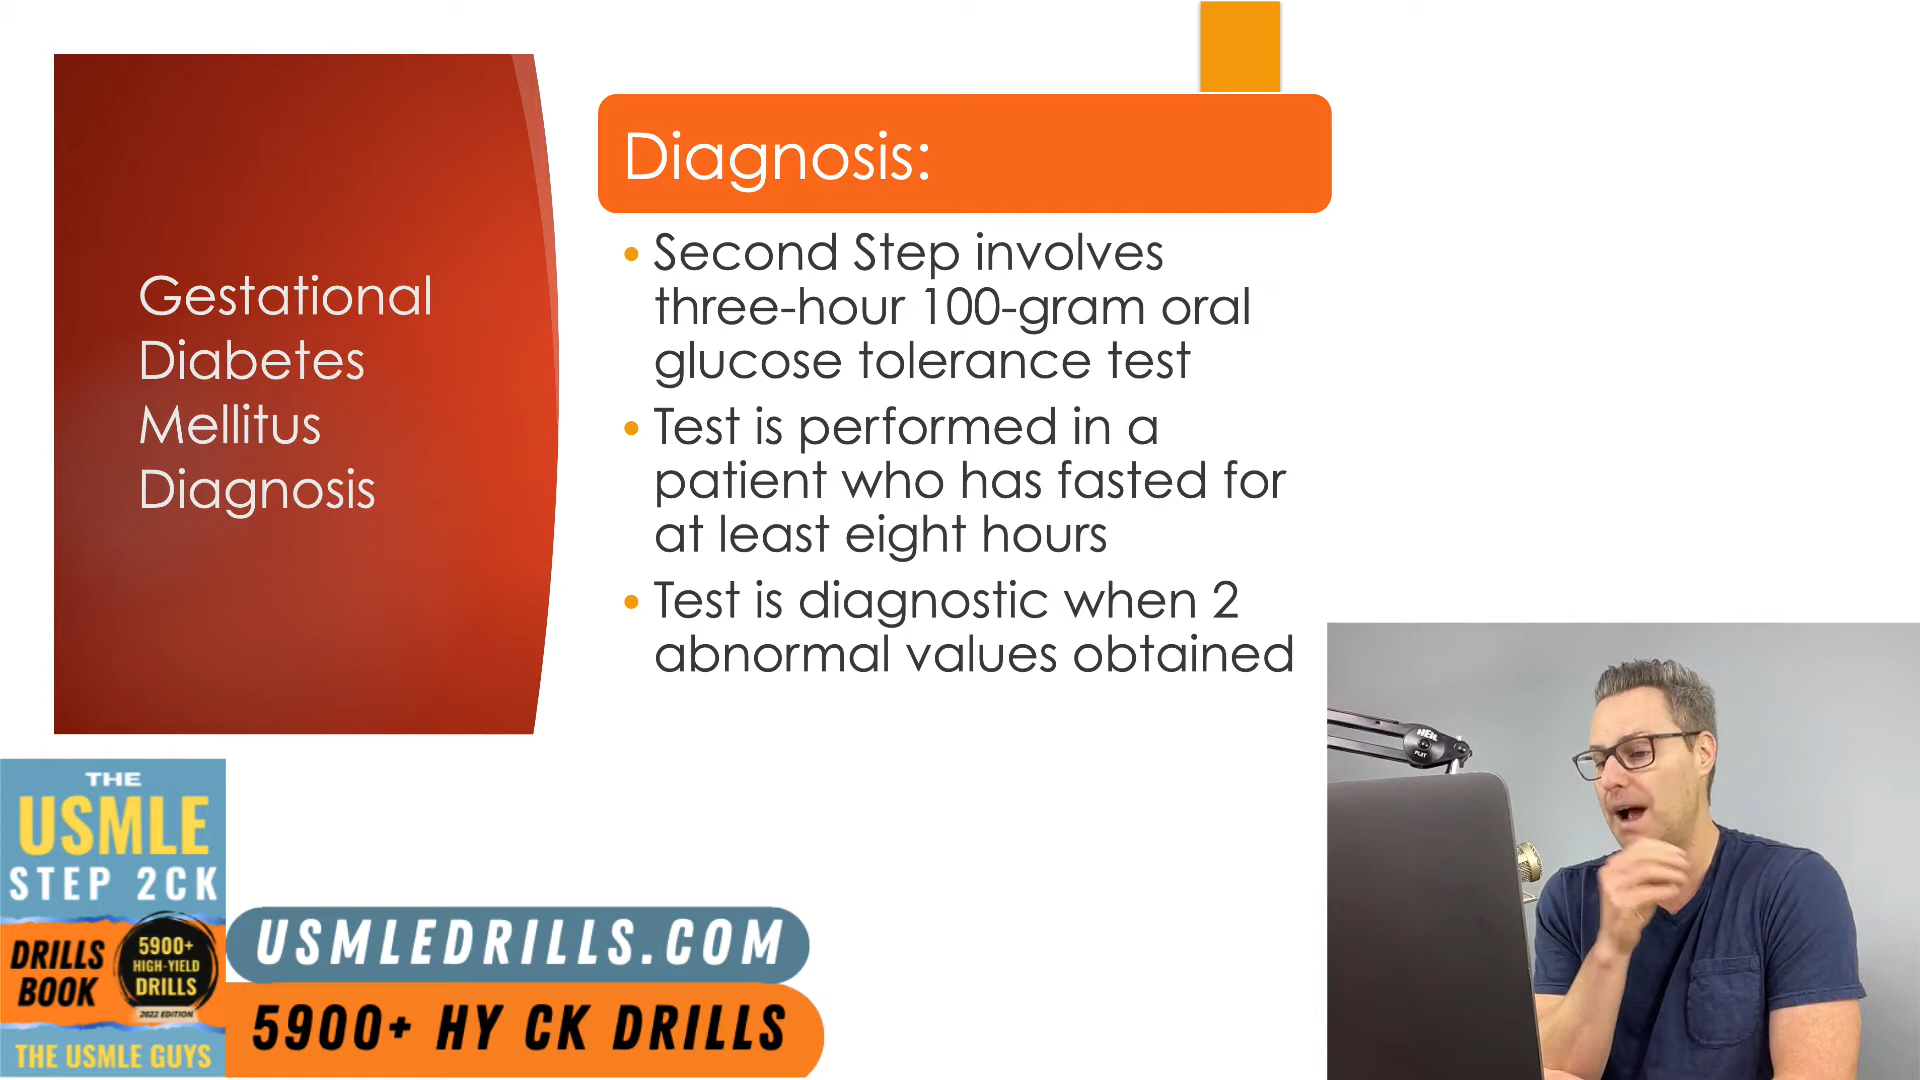 Gestational
Diabetes
Mellitus
Diagnosis
Diagnosis:
• Second Step involves
three-hour 100-gram oral
glucose tolerance test
• Test is performed in a
patient who has fasted for
at least eight hours
• Test is diagnostic when 2
abnormal values obtained
HEIL
PL2T
THE
USMLE
STEP 2CK
DRILLS
BOOK
5900+
HIGH-YIELD
DRILLS
2022 EDITION
THE USMLE GUYS
USMLEDRILLS.COM
5900+ HY CK DRILLS